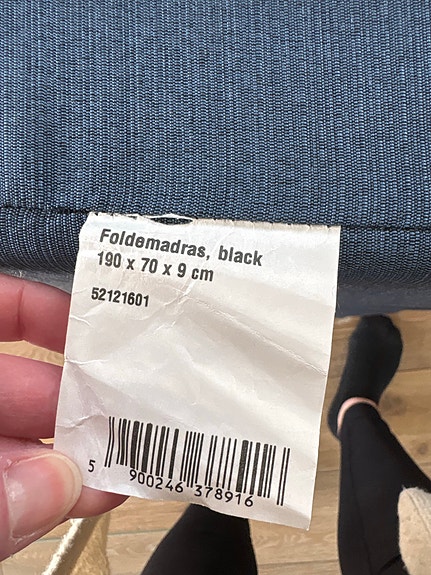 Foldemadras, black
190 x 70 x 9 cm
52121601
5 900246 378916